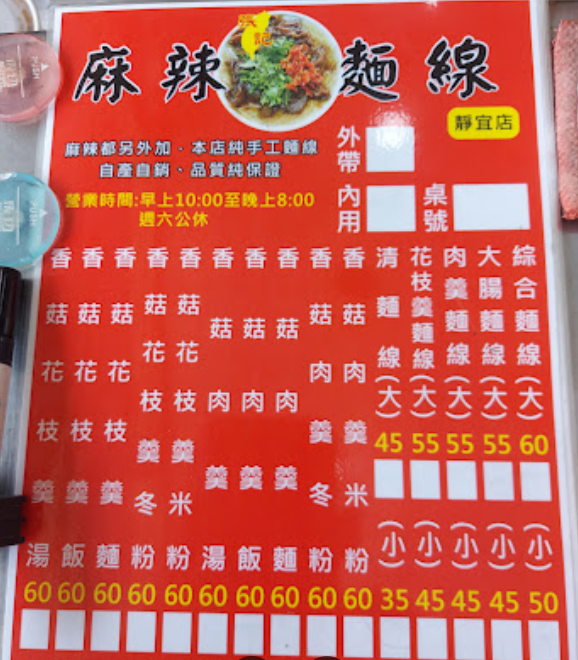 記
麻辣麵線
靜宜店
麻辣都另外加．本店純手工麵線
自產自銷、品質純保證
營業時間:早上10:00至晚上8:00
週六公休
外帶
內用
桌號
綜合麵線(大) 60
(小) 50
大腸麵線(大) 55
(小) 45
肉羹麵線(大) 55
(小) 45
花枝羹麵線(大) 55
(小) 45
清麵線(大) 45
(小) 35
香菇肉羹米粉 60
香菇肉羹冬粉 60
香菇肉羹麵 60
香菇肉羹飯 60
香菇肉羹湯 60
香菇花枝羹米粉 60
香菇花枝羹冬粉 60
香菇花枝羹麵 60
香菇花枝羹飯 60
香菇花枝羹湯 60
PUSH
PUSH